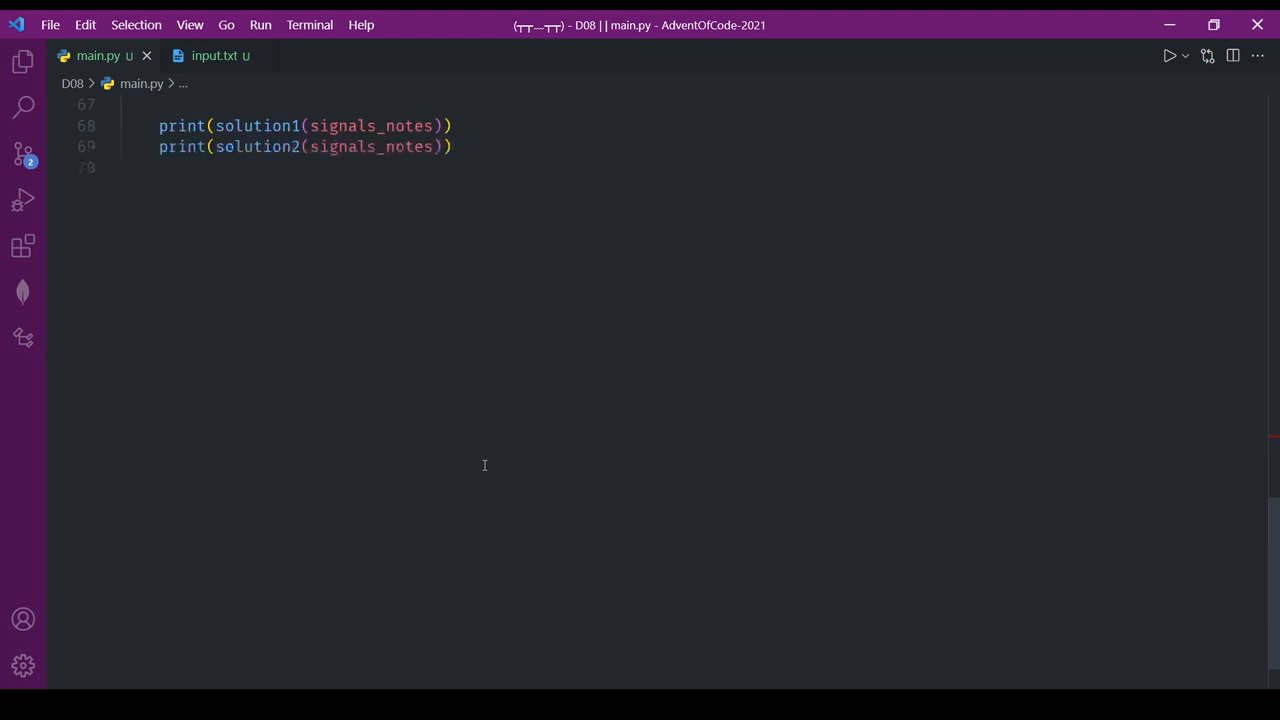 File Edit Selection View Go Run Terminal Help
(┬┬﹏┬┬) - D08 | | main.py - AdventOfCode-2021
main.py U
input.txt U
D08 > main.py > ...
67
68 print(solution1(signals_notes))
69 print(solution2(signals_notes))
2